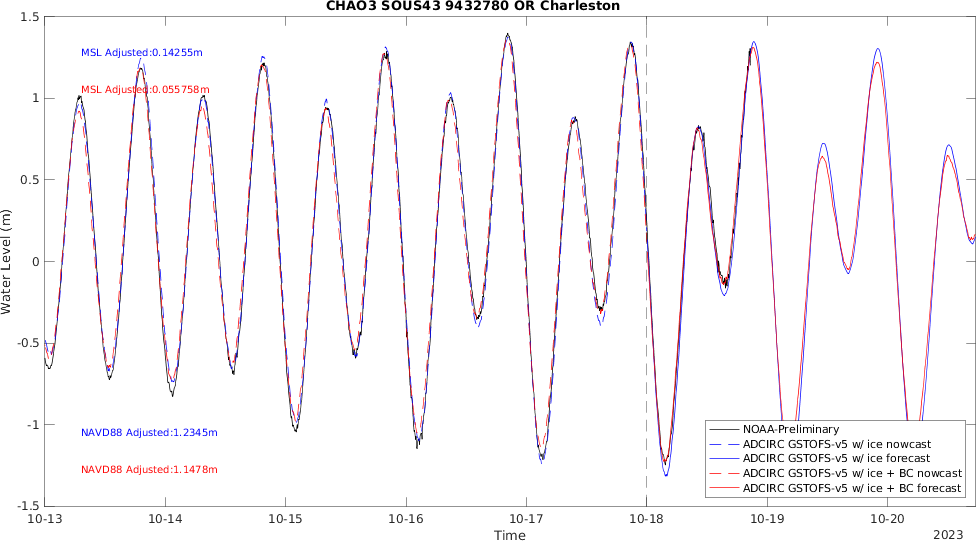 CHAO3 SOUS43 9432780 OR Charleston
1.5
MSL Adjusted:0.14255m
MSL Adjusted:0.055758m
1
0.5
0
-0.5
-1
-1.5
Water Level (m)
NAVD88 Adjusted:1.2345m
NAVD88 Adjusted:1.1478m
NOAA-Preliminary
ADCIRC GSTOFS-v5 w/ ice nowcast
ADCIRC GSTOFS-v5 w/ ice forecast
ADCIRC GSTOFS-v5 w/ ice + BC nowcast
ADCIRC GSTOFS-v5 w/ ice + BC forecast
10-13 10-14 10-15 10-16 10-17 10-18 10-19 10-20
Time
2023